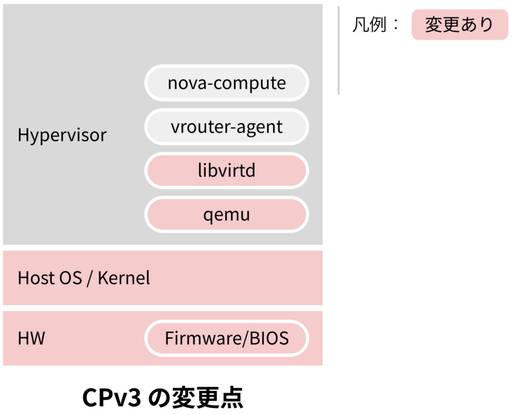 凡例：
変更あり
nova-compute
vrouter-agent
Hypervisor
libvirtd
qemu
Host OS / Kernel
HW
Firmware/BIOS
CPv3 の変更点